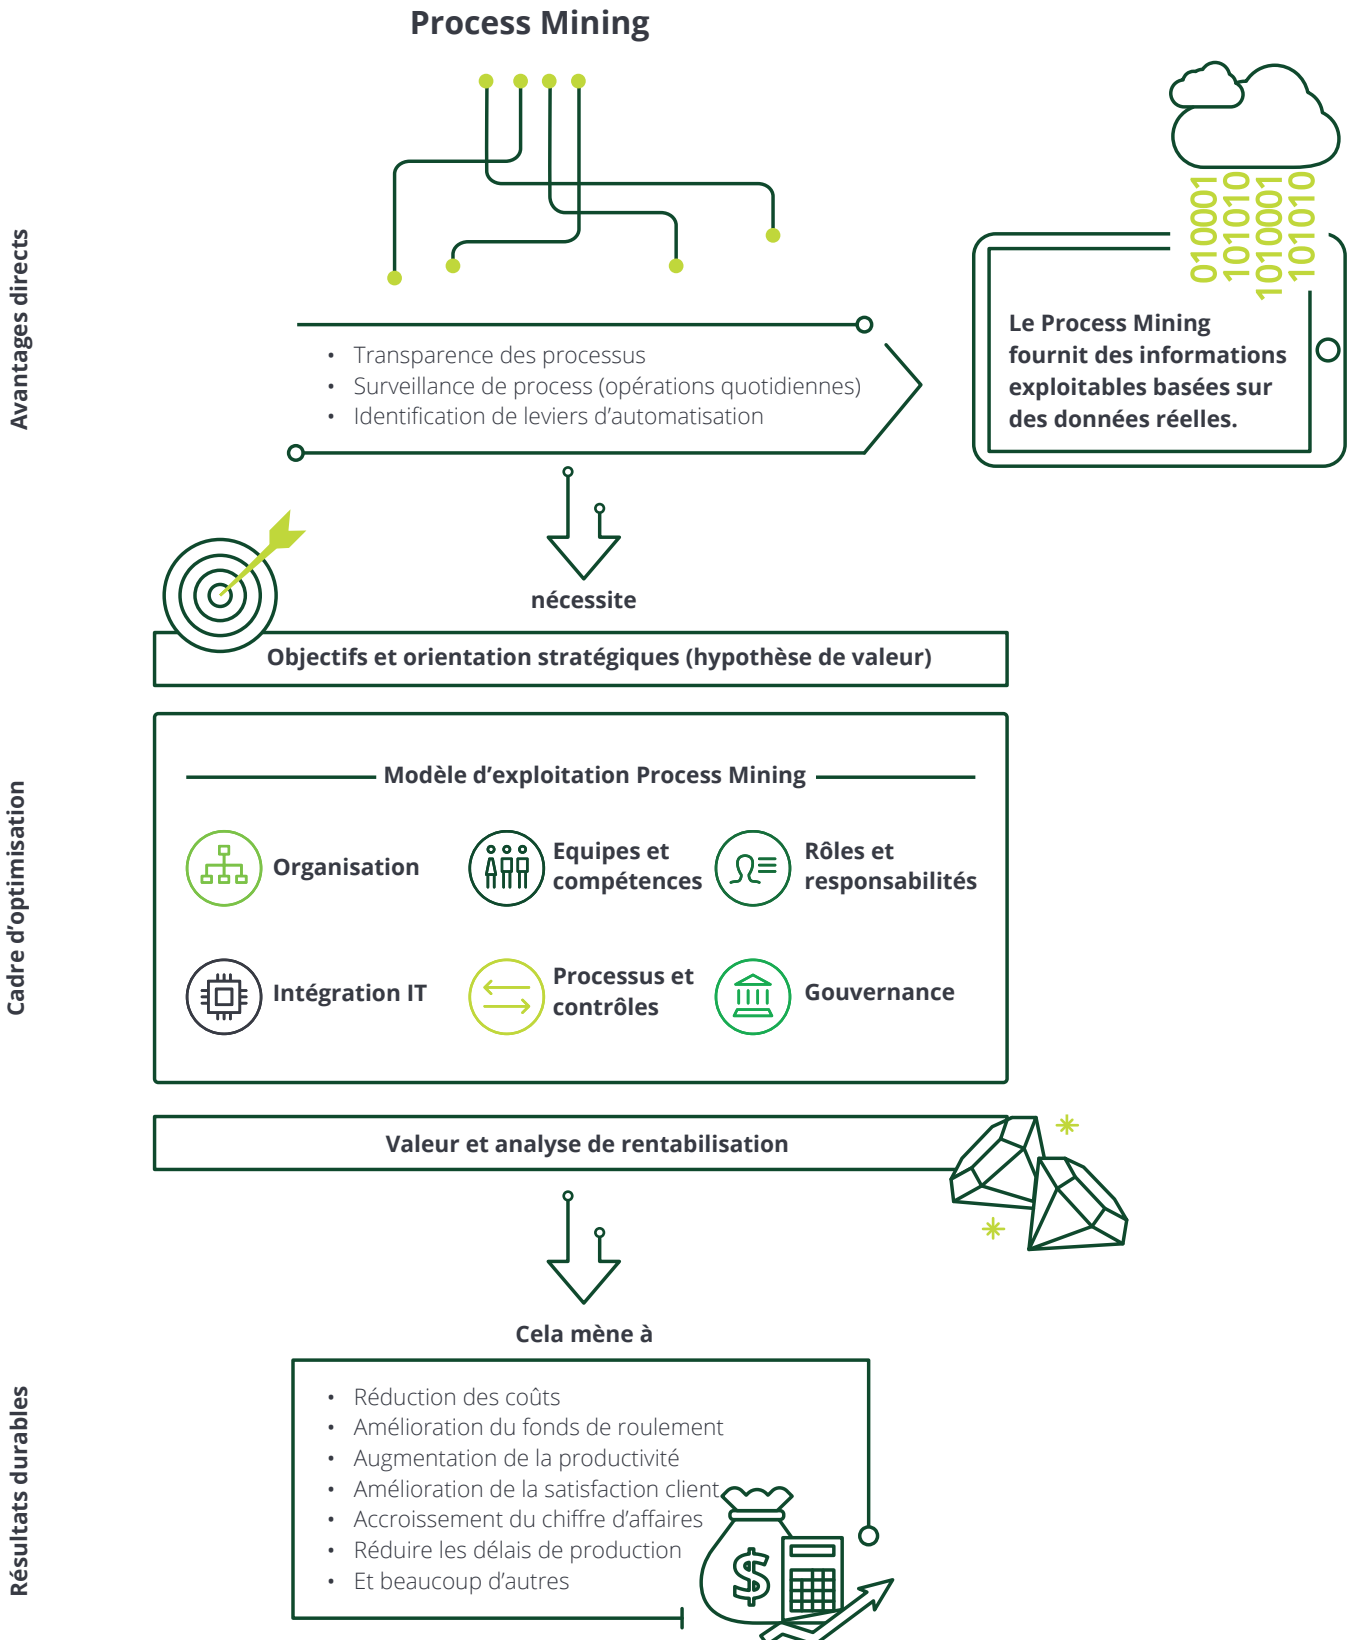 Process Mining
Avantages directs
• Transparence des processus
• Surveillance de process (opérations quotidiennes)
• Identification de leviers d’automatisation
010001
101010
1010001
101010
Le Process Mining
fournit des informations
exploitables basées sur
des données réelles.
nécessite
Objectifs et orientation stratégiques (hypothèse de valeur)
Cadre d’optimisation
Modèle d’exploitation Process Mining
Organisation
Equipes et
compétences
Rôles et
responsabilités
Intégration IT
Processus et
contrôles
Gouvernance
Valeur et analyse de rentabilisation
Cela mène à
Résultats durables
• Réduction des coûts
• Amélioration du fonds de roulement
• Augmentation de la productivité
• Amélioration de la satisfaction client
• Accroissement du chiffre d’affaires
• Réduire les délais de production
• Et beaucoup d’autres
$